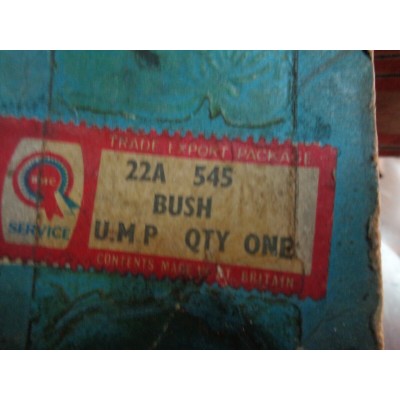 TRADE EXPORT PACKAGE
22A 545
BUSH
U.M.P QTY ONE
BMC
SERVICE
CONTENTS MADE IN GT. BRITAIN